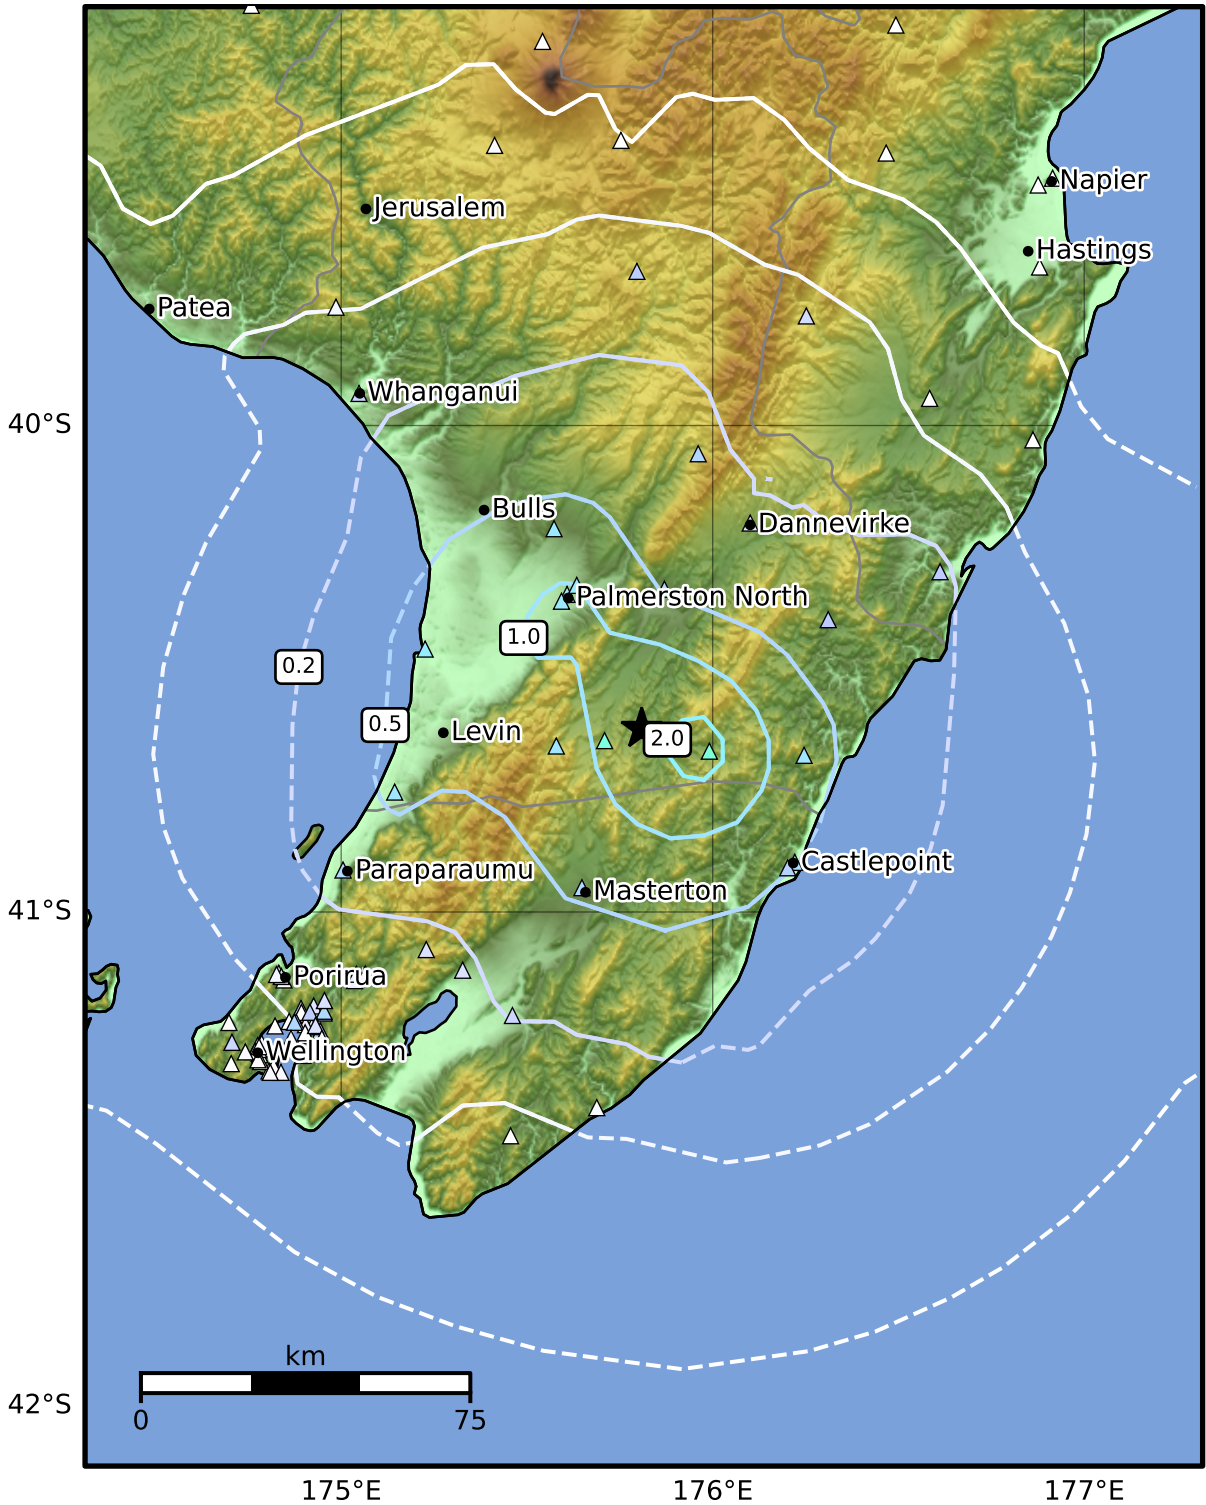 Napier
Jerusalem
Hastings
Patea
Whanganui
40°S
Bulls
Dannevirke
Palmerston North
1.0
0.2
0.5
Levin
2.0
Castlepoint
Paraparaumu
Masterton
41°S
Porirua
Wellington
km
0
75
42°S
175°E
176°E
177°E